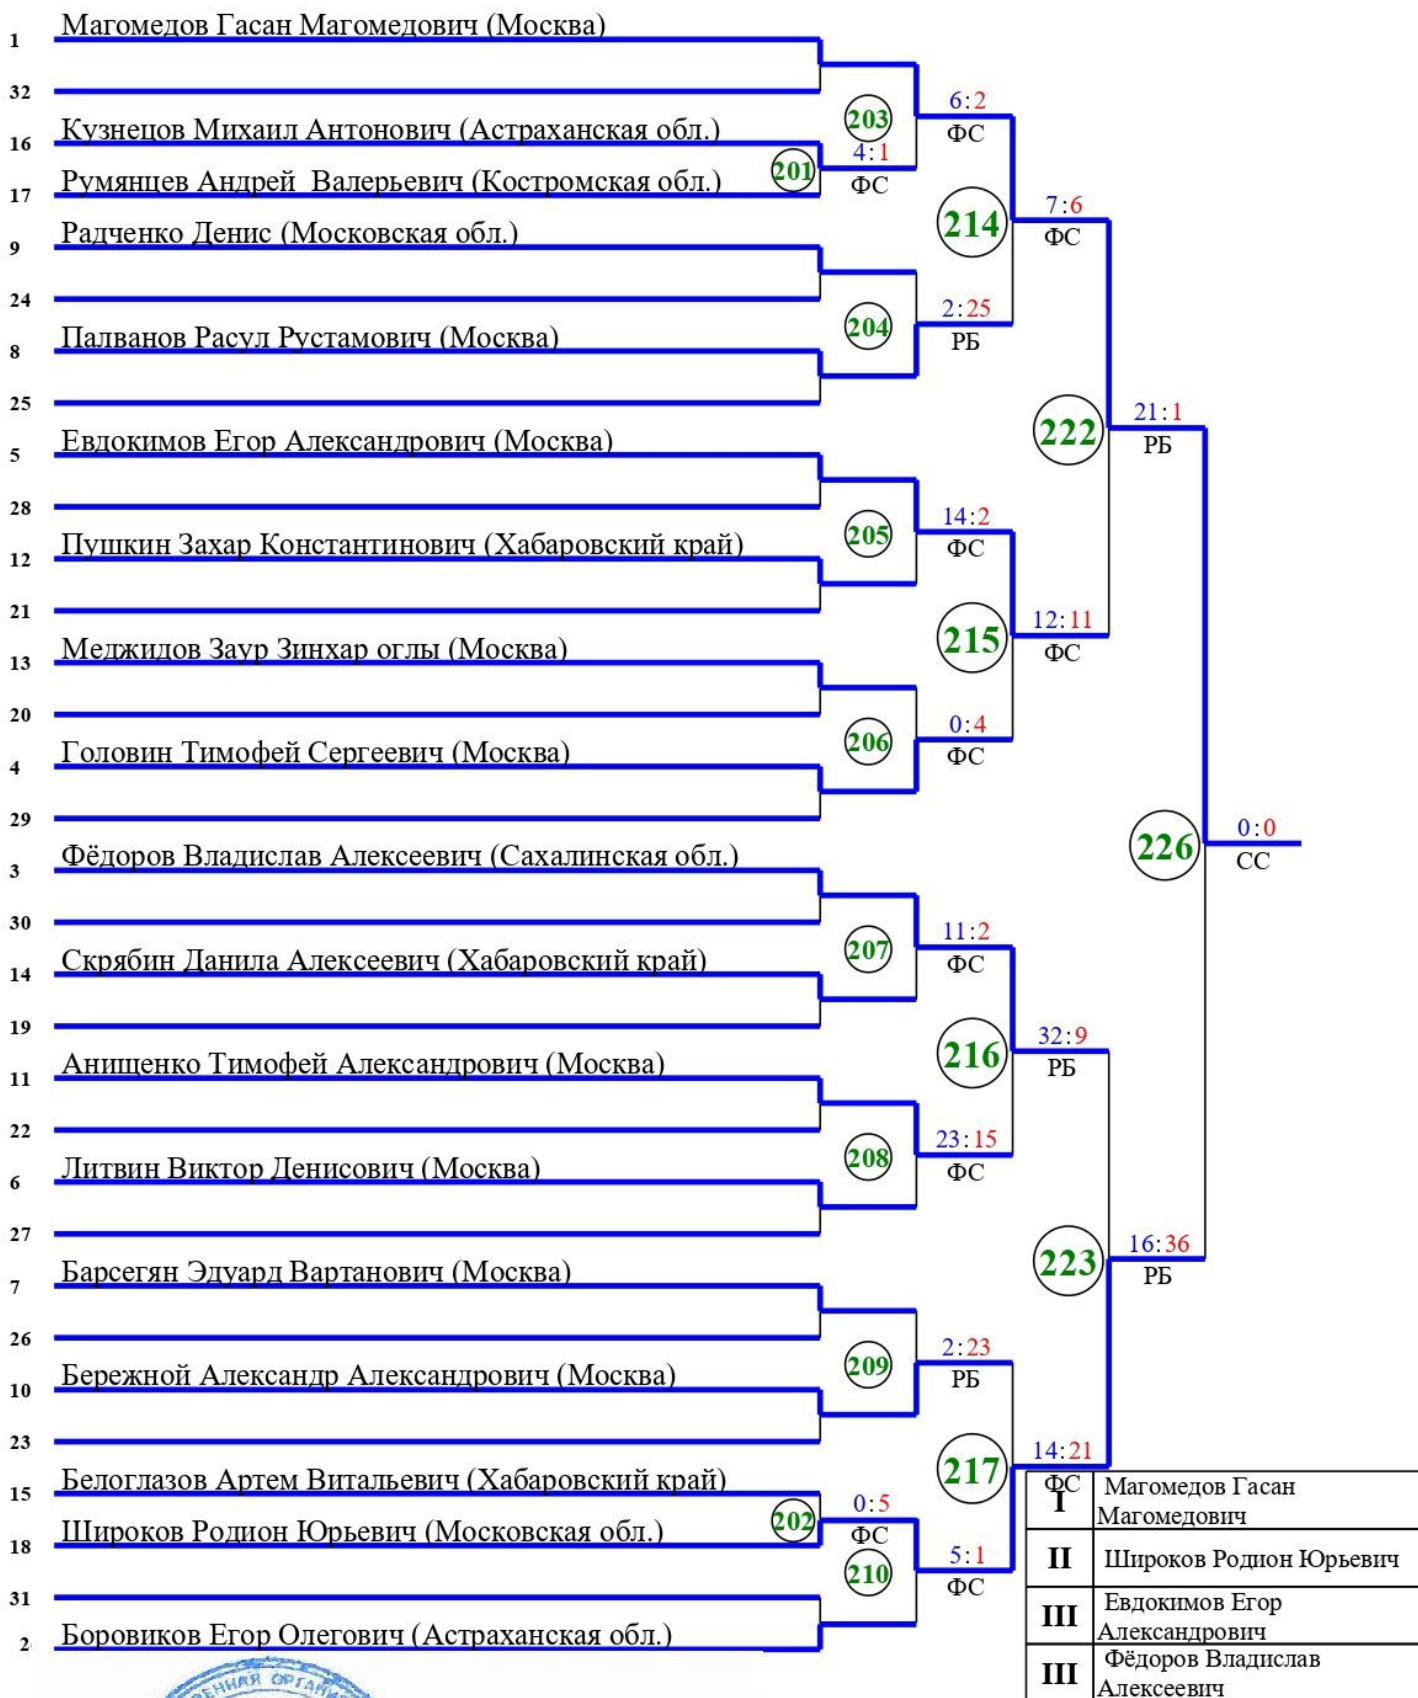 Магомедов Гасан Магомедович (Москва)
1
32
6:2
203
ФС
Кузнецов Михаил Антонович (Астраханская обл.)
16
4:1
201
ФС
Румянцев Андрей Валерьевич (Костромская обл.)
17
7:6
214
ФС
Радченко Денис (Московская обл.)
9
24
2:25
204
РБ
Палванов Расул Рустамович (Москва)
8
25
21:1
222
РБ
Евдокимов Егор Александрович (Москва)
5
28
14:2
205
ФС
Пушкин Захар Константинович (Хабаровский край)
12
21
12:11
215
ФС
Меджидов Заур Зинхар оглы (Москва)
13
20
0:4
206
ФС
Головин Тимофей Сергеевич (Москва)
4
29
0:0
226
СС
Фёдоров Владислав Алексеевич (Сахалинская обл.)
3
30
11:2
207
ФС
Скрябин Данила Алексеевич (Хабаровский край)
14
19
32:9
216
РБ
Анищенко Тимофей Александрович (Москва)
11
22
23:15
208
ФС
Литвин Виктор Денисович (Москва)
6
27
16:36
223
РБ
Барсегян Эдуард Вартанович (Москва)
7
26
2:23
209
РБ
Бережной Александр Александрович (Москва)
10
23
14:21
217
ФС
Белоглазов Артем Витальевич (Хабаровский край)
15
0:5
202
ФС
Широков Родион Юрьевич (Московская обл.)
18
5:1
210
ФС
31
Боровиков Егор Олегович (Астраханская обл.)
2
I Магомедов Гасан
Магомедович
II Широков Родион Юрьевич
III Евдокимов Егор
Александрович
III Фёдоров Владислав
Алексеевич